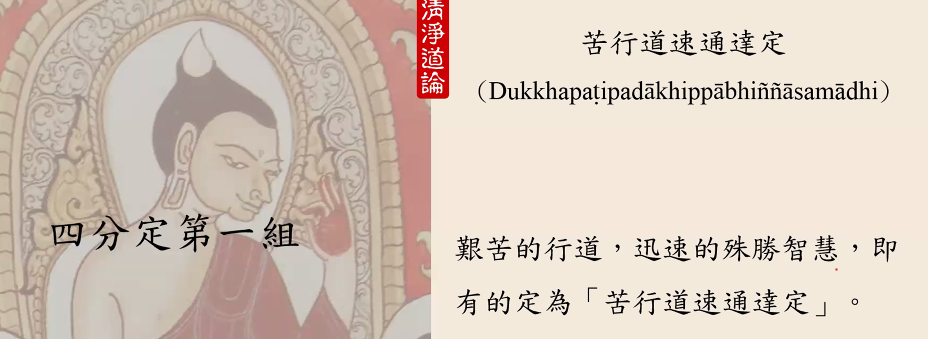 清淨道論
四分定第一組
苦行道速通達定
（Dukkhapaṭipadākhippābhiññāsamādhi）
艱苦的行道，迅速的殊勝智慧，即
有的定為「苦行道速通達定」。